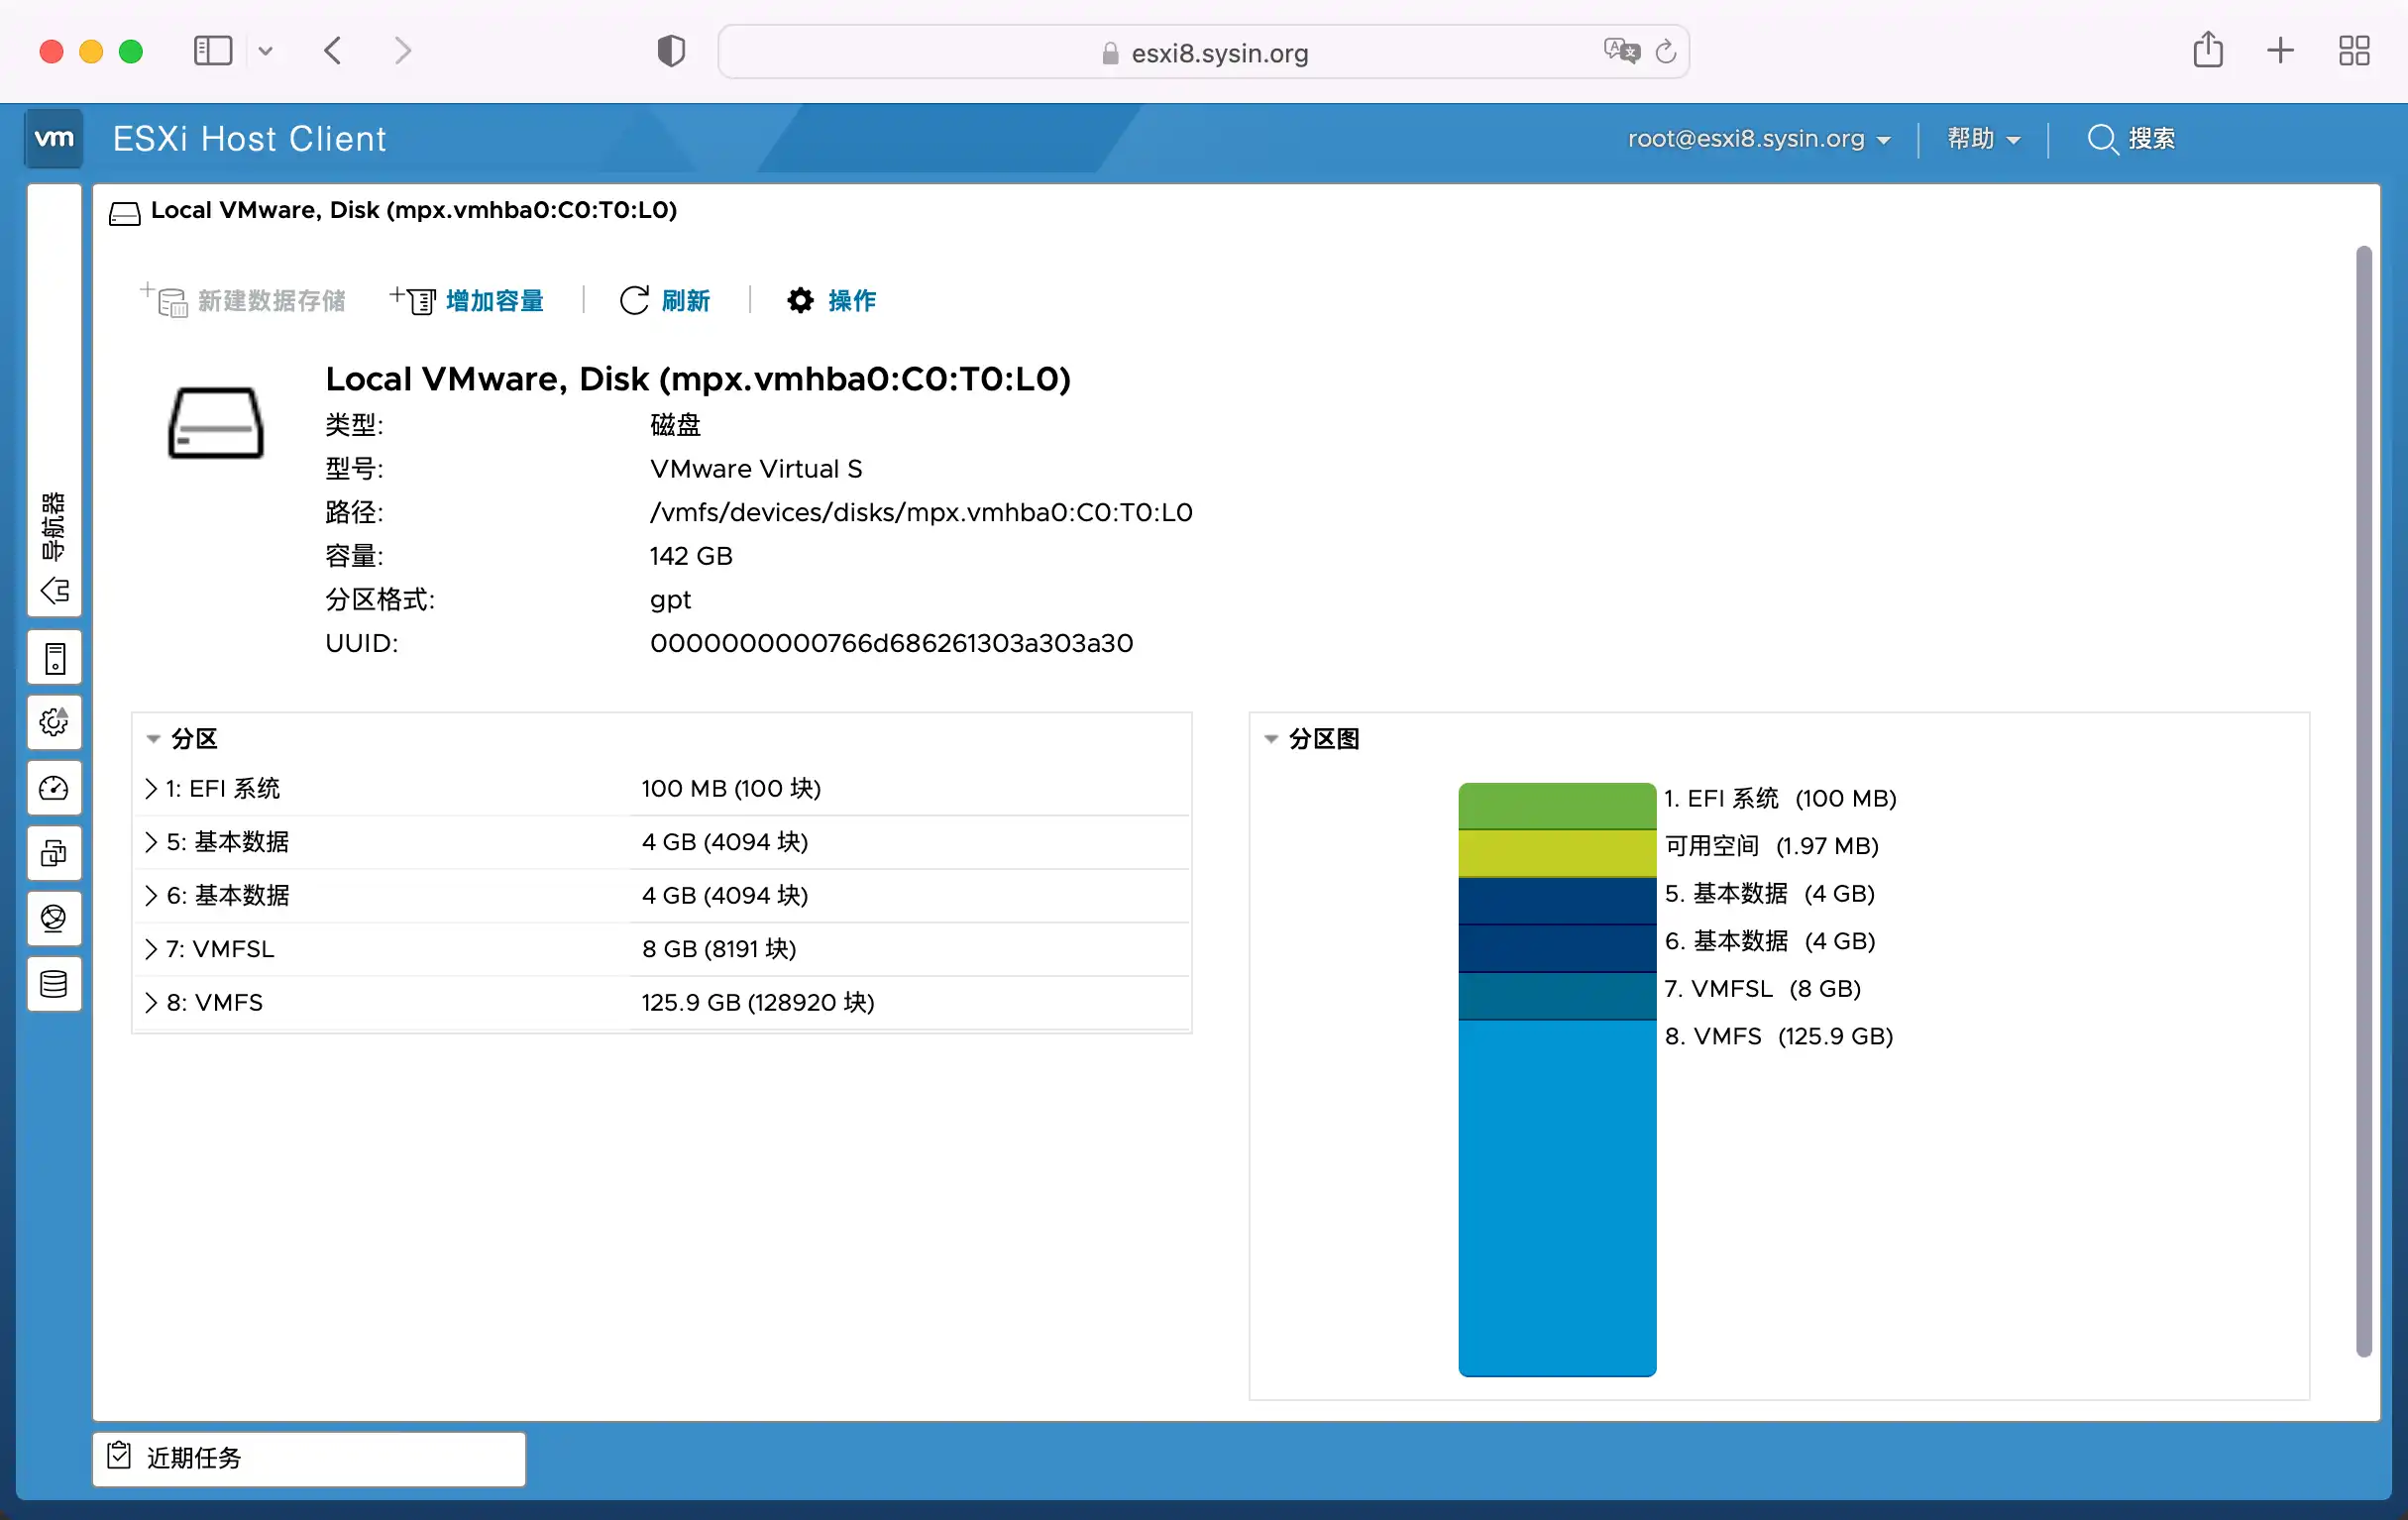 esxi8.sysin.org
vm ESXi Host Client
root@esxi8.sysin.org 帮助 搜索
Local VMware, Disk (mpx.vmhba0:C0:T0:L0)
新建数据存储 增加容量 刷新 操作
导航器
Local VMware, Disk (mpx.vmhba0:C0:T0:L0)
类型: 磁盘
型号: VMware Virtual S
路径: /vmfs/devices/disks/mpx.vmhba0:C0:T0:L0
容量: 142 GB
分区格式: gpt
UUID: 0000000000766d686261303a303a30
分区
1: EFI 系统 100 MB (100 块)
5: 基本数据 4 GB (4094 块)
6: 基本数据 4 GB (4094 块)
7: VMFSL 8 GB (8191 块)
8: VMFS 125.9 GB (128920 块)
分区图
1. EFI 系统 (100 MB)
可用空间 (1.97 MB)
5. 基本数据 (4 GB)
6. 基本数据 (4 GB)
7. VMFSL (8 GB)
8. VMFS (125.9 GB)
近期任务